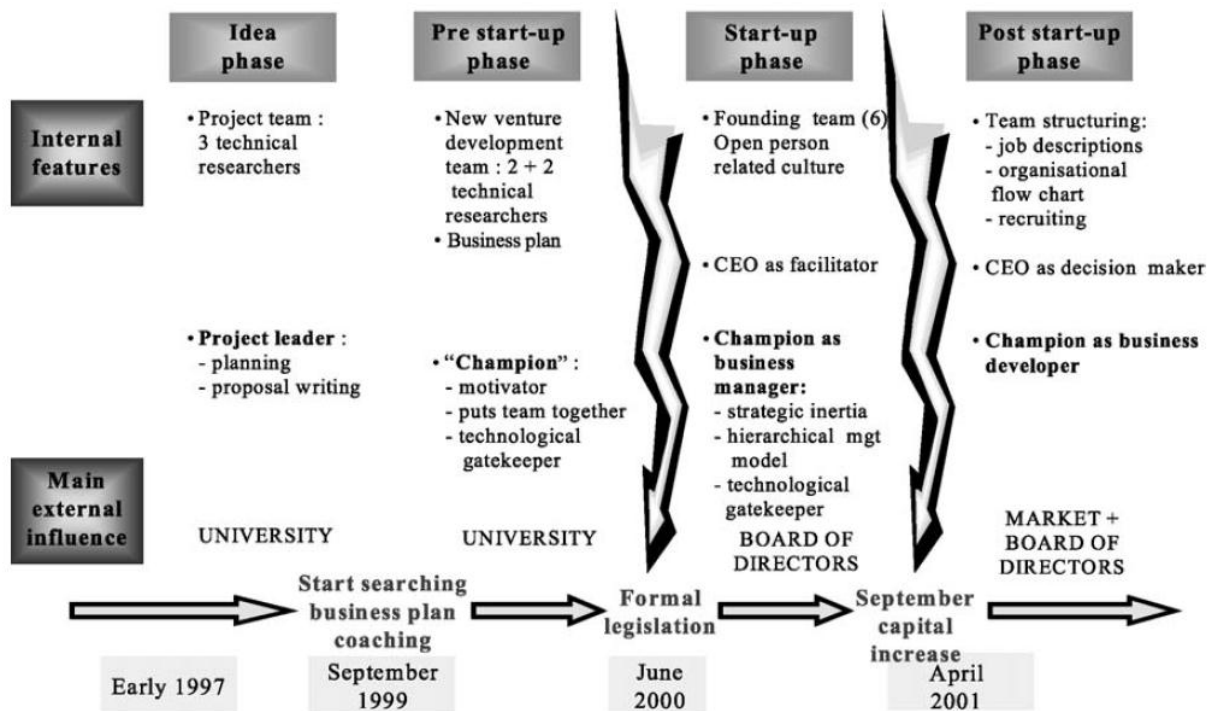 Idea
phase
Pre start-up
phase
Start-up
phase
Post start-up
phase
Internal
features
• Project team :
3 technical
researchers
• New venture
development
team : 2 + 2
technical
researchers
• Business plan
• Founding team (6)
Open person
related culture
• Team structuring:
- job descriptions
- organisational
flow chart
- recruiting
• CEO as facilitator
• CEO as decision maker
• Project leader :
- planning
- proposal writing
• “Champion” :
- motivator
- puts team together
- technological
gatekeeper
• Champion as
business
manager:
- strategic inertia
- hierarchical mgt
model
- technological
gatekeeper
• Champion as business
developer
Main
external
influence
UNIVERSITY
UNIVERSITY
BOARD OF
DIRECTORS
MARKET +
BOARD OF
DIRECTORS
Start searching
business plan
coaching
Formal
legislation
September
capital
increase
Early 1997
September
1999
June
2000
April
2001